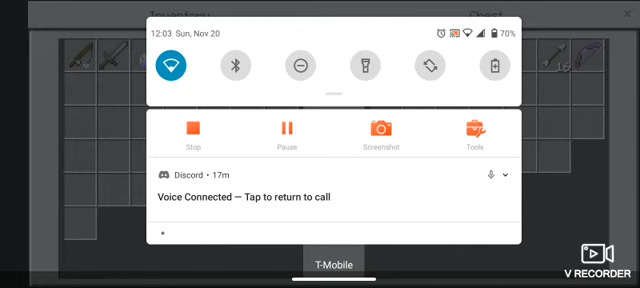 Inventory
Chest
12:03 Sun, Nov 20
70%
16
Stop
Pause
Screenshot
Tools
Discord • 17m
Voice Connected — Tap to return to call
T-Mobile
V RECORDER